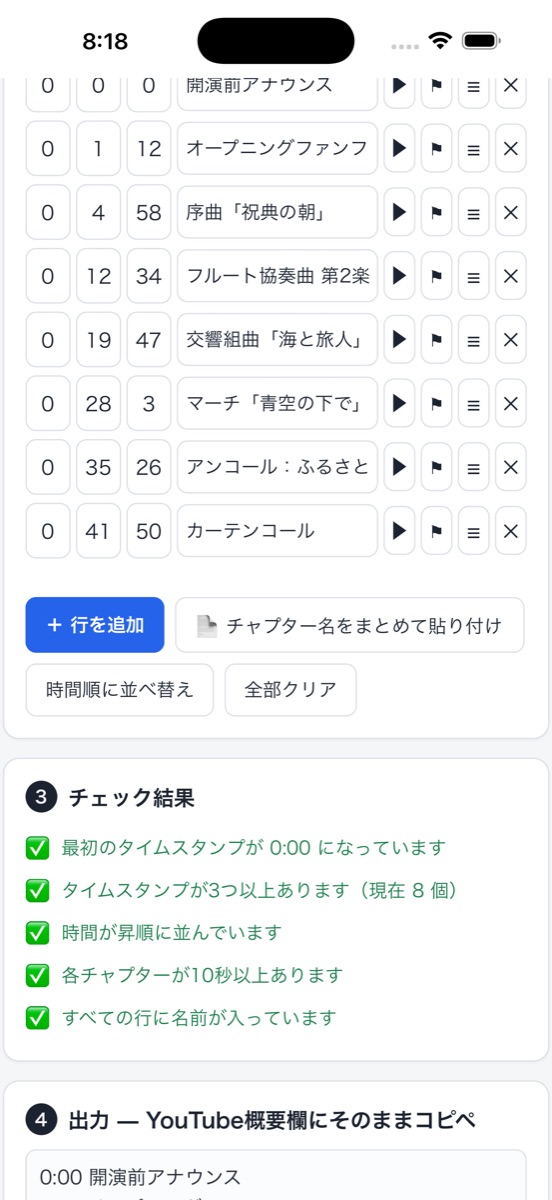 8:18
0 0 0 開演前アナウンス ▶ ⚑ ≡ ×
0 1 12 オープニングファンフ ▶ ⚑ ≡ ×
0 4 58 序曲「祝典の朝」 ▶ ⚑ ≡ ×
0 12 34 フルート協奏曲 第2楽 ▶ ⚑ ≡ ×
0 19 47 交響組曲「海と旅人」 ▶ ⚑ ≡ ×
0 28 3 マーチ「青空の下で」 ▶ ⚑ ≡ ×
0 35 26 アンコール：ふるさと ▶ ⚑ ≡ ×
0 41 50 カーテンコール ▶ ⚑ ≡ ×
+ 行を追加 チャプター名をまとめて貼り付け
時間順に並べ替え 全部クリア
3 チェック結果
✅ 最初のタイムスタンプが 0:00 になっています
✅ タイムスタンプが3つ以上あります（現在 8 個）
✅ 時間が昇順に並んでいます
✅ 各チャプターが10秒以上あります
✅ すべての行に名前が入っています
4 出力 — YouTube概要欄にそのままコピペ
0:00 開演前アナウンス